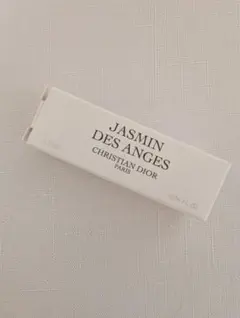 JASMIN
DES ANGES
CHRISTIAN DIOR
PARIS